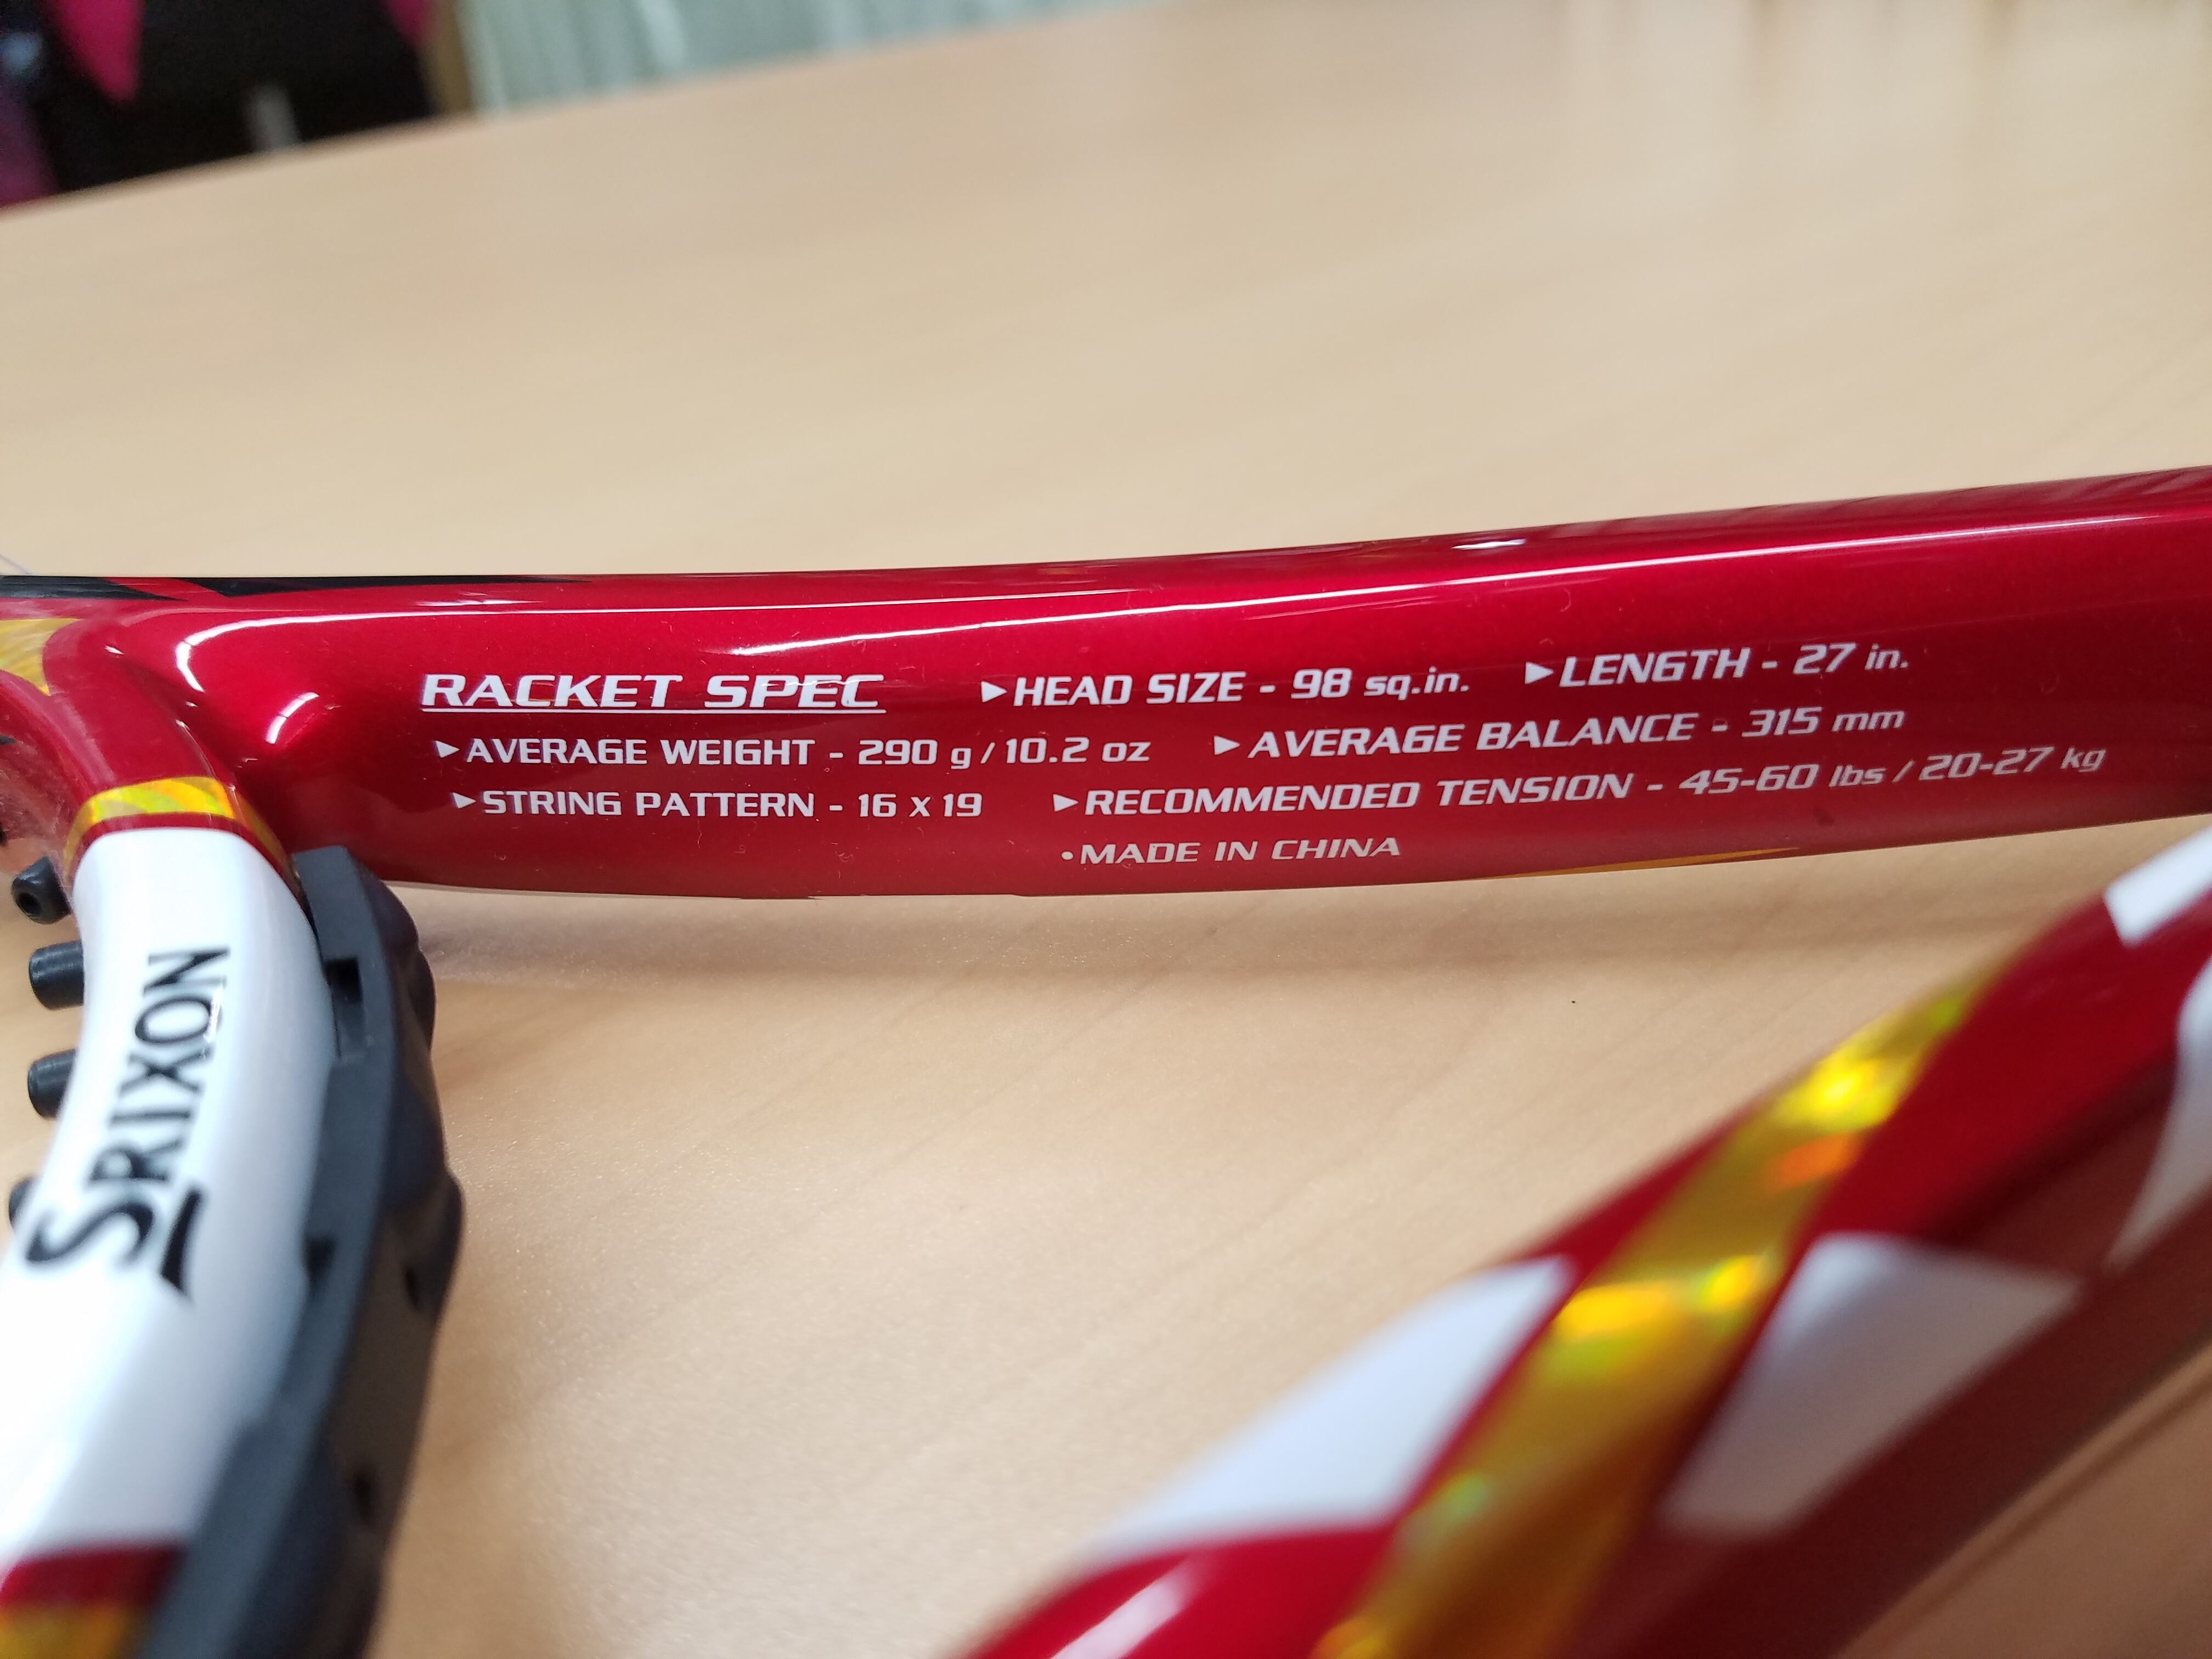 RACKET SPEC ▸HEAD SIZE - 98 sq.in. ▸LENGTH - 27 in.
▸AVERAGE WEIGHT - 290 g / 10.2 oz ▸AVERAGE BALANCE - 315 mm
▸STRING PATTERN - 16 x 19 ▸RECOMMENDED TENSION - 45-60 lbs / 20-27 kg
•MADE IN CHINA
SRIXON